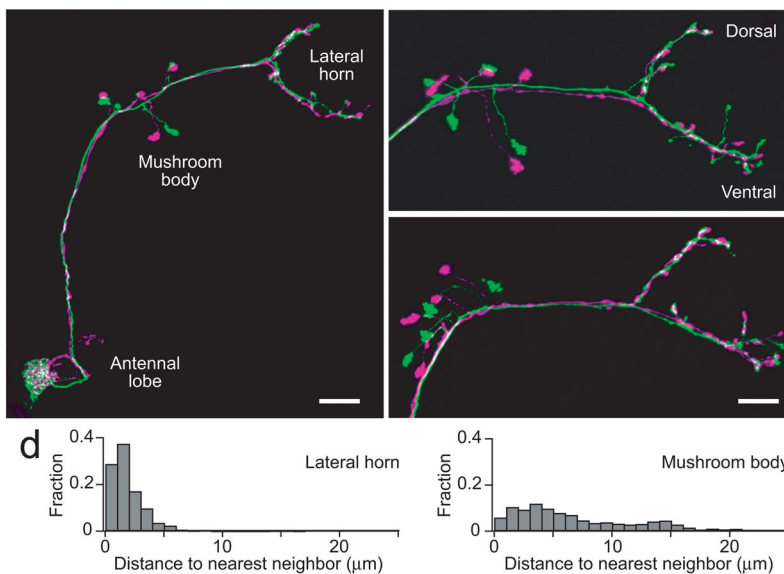 Lateral
horn
Mushroom
body
Antennal
lobe
Dorsal
Ventral
d
Lateral horn
Fraction
0.4
0.2
0
0 10 20
Distance to nearest neighbor (μm)
Mushroom body
Fraction
0.4
0.2
0
0 10 20
Distance to nearest neighbor (μm)